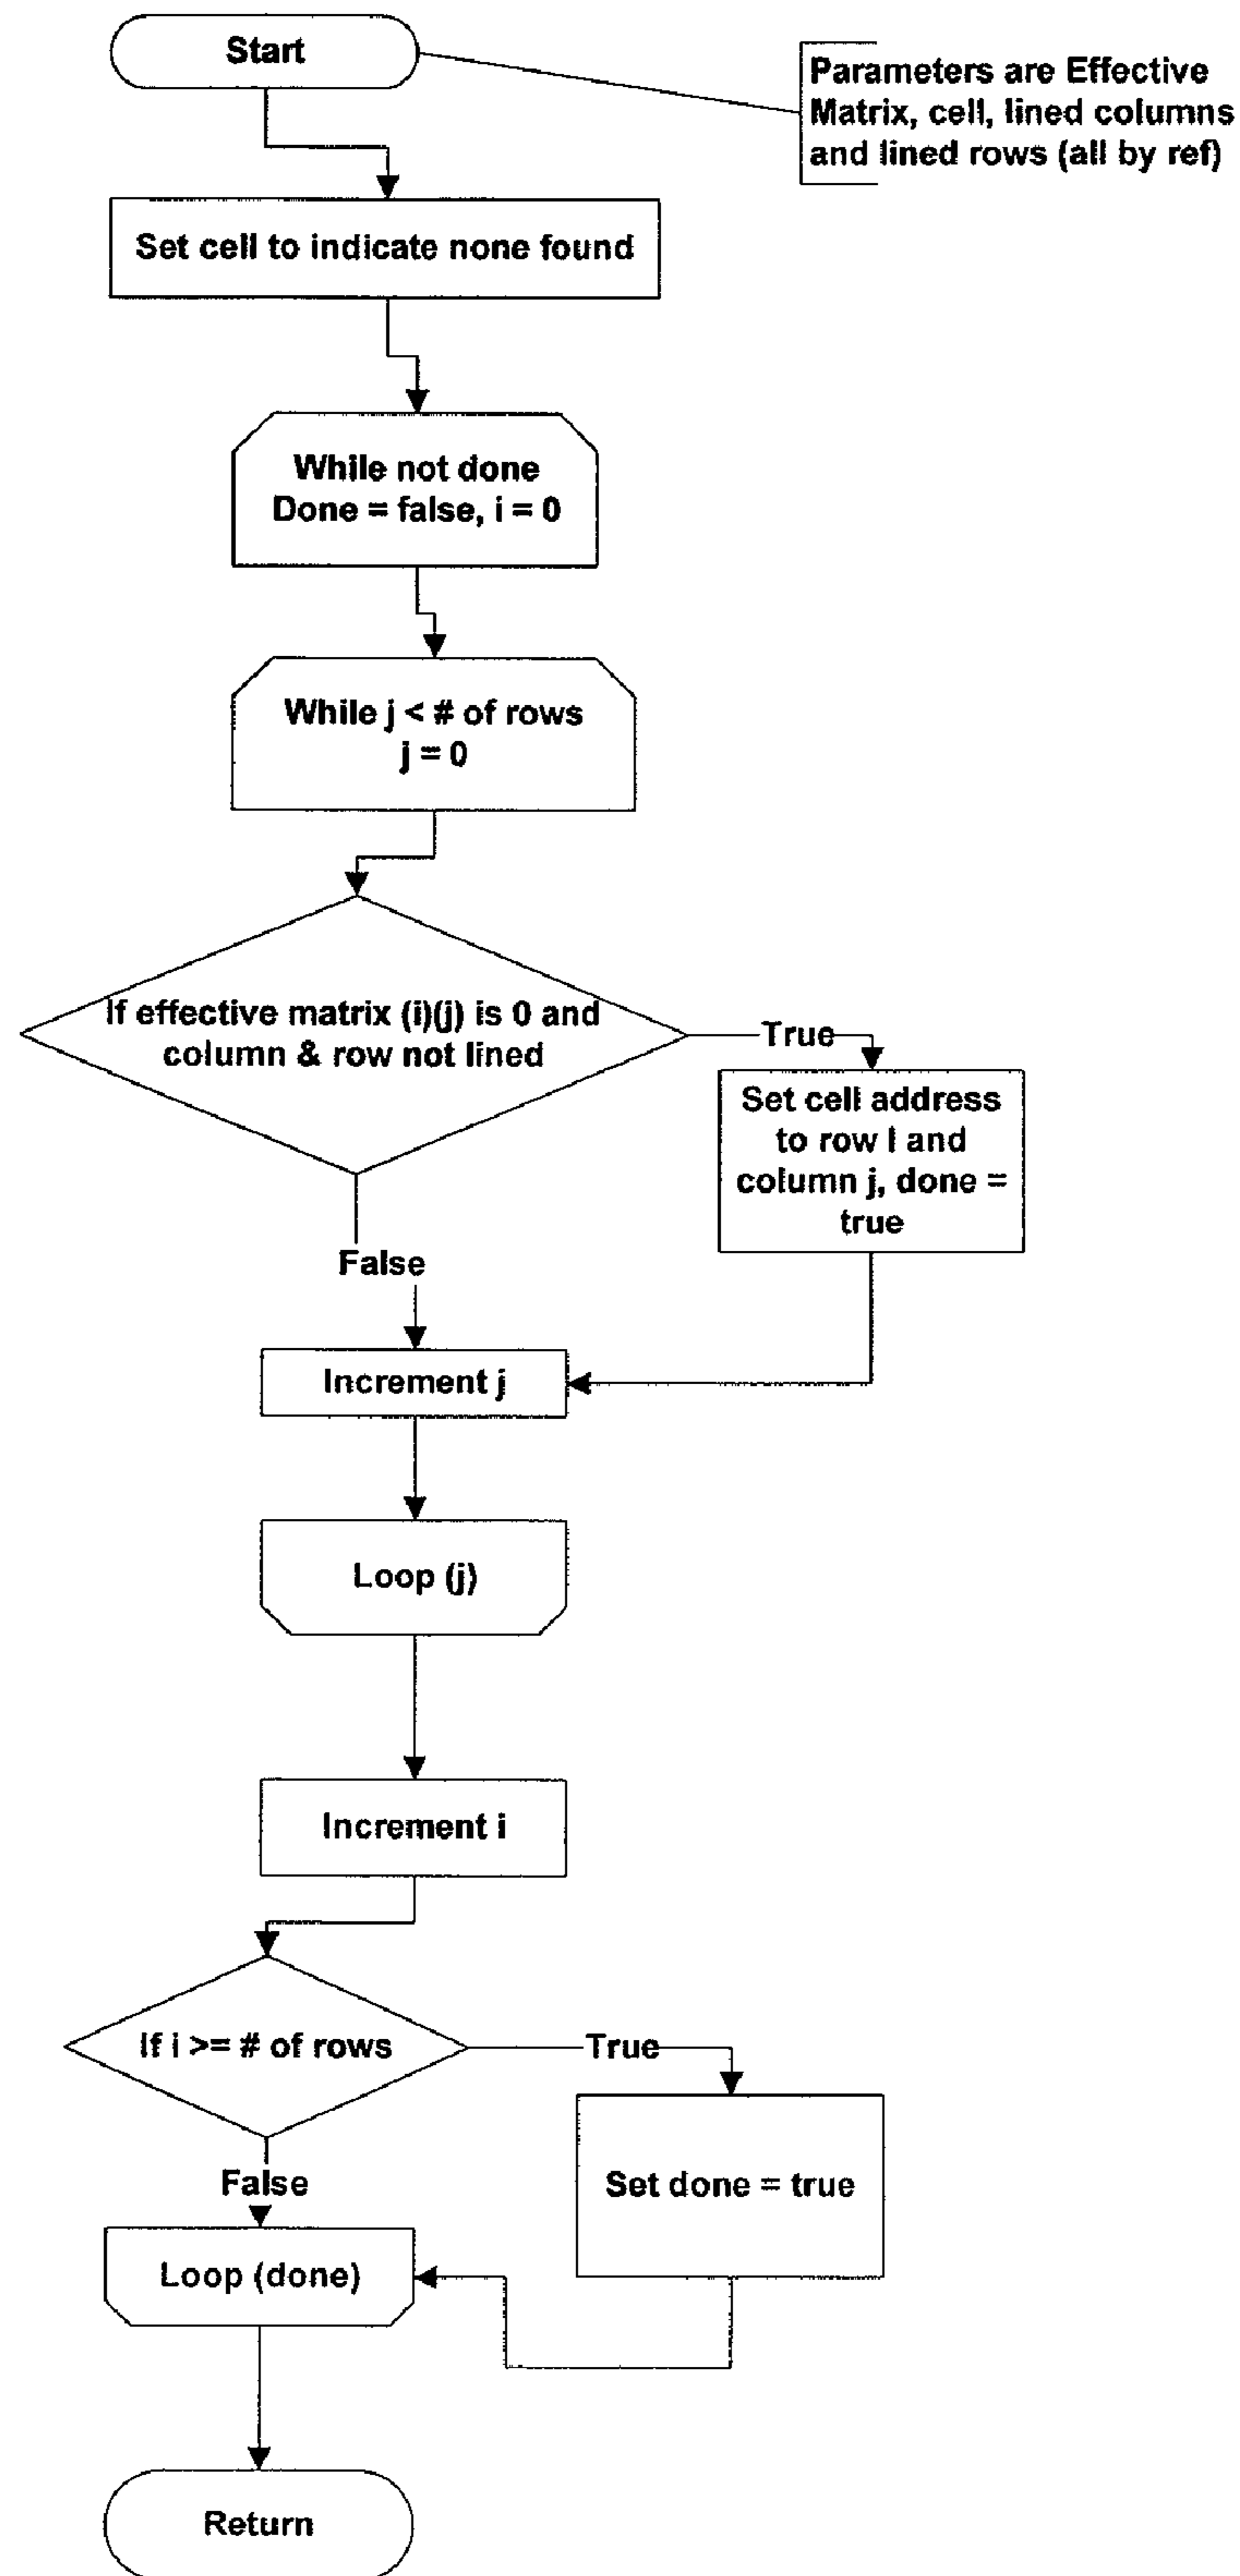 Start
Parameters are Effective
Matrix, cell, lined columns
and lined rows (all by ref)
Set cell to indicate none found
While not done
Done = false, i = 0
While j < # of rows
j = 0
If effective matrix (i)(j) is 0 and
column & row not lined
True
Set cell address
to row I and
column j, done =
true
False
Increment j
Loop (j)
Increment i
If i >= # of rows
True
Set done = true
False
Loop (done)
Return